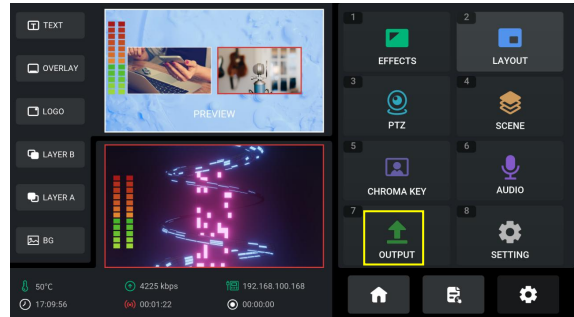 TEXT
OVERLAY
LOGO
LAYER B
LAYER A
BG
PREVIEW
50°C
4225 kbps
192.168.100.168
17:09:56
00:01:22
00:00:00
1
EFFECTS
2
LAYOUT
3
PTZ
4
SCENE
5
CHROMA KEY
6
AUDIO
7
OUTPUT
8
SETTING